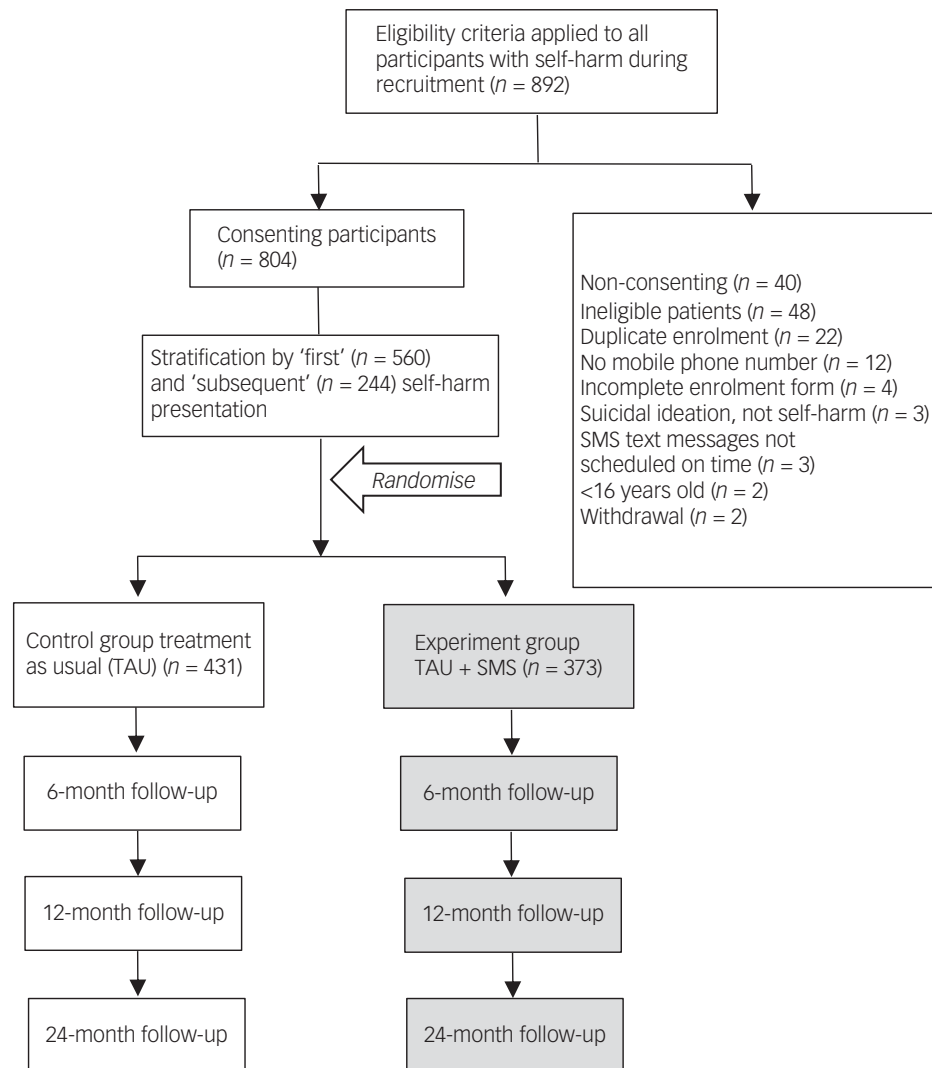 Eligibility criteria applied to all
participants with self-harm during
recruitment (n = 892)
Consenting participants
(n = 804)
Non-consenting (n = 40)
Ineligible patients (n = 48)
Duplicate enrolment (n = 22)
No mobile phone number (n = 12)
Incomplete enrolment form (n = 4)
Suicidal ideation, not self-harm (n = 3)
SMS text messages not
scheduled on time (n = 3)
<16 years old (n = 2)
Withdrawal (n = 2)
Stratification by ‘first’ (n = 560)
and ‘subsequent’ (n = 244) self-harm
presentation
Randomise
Control group treatment
as usual (TAU) (n = 431)
Experiment group
TAU + SMS (n = 373)
6-month follow-up
6-month follow-up
12-month follow-up
12-month follow-up
24-month follow-up
24-month follow-up